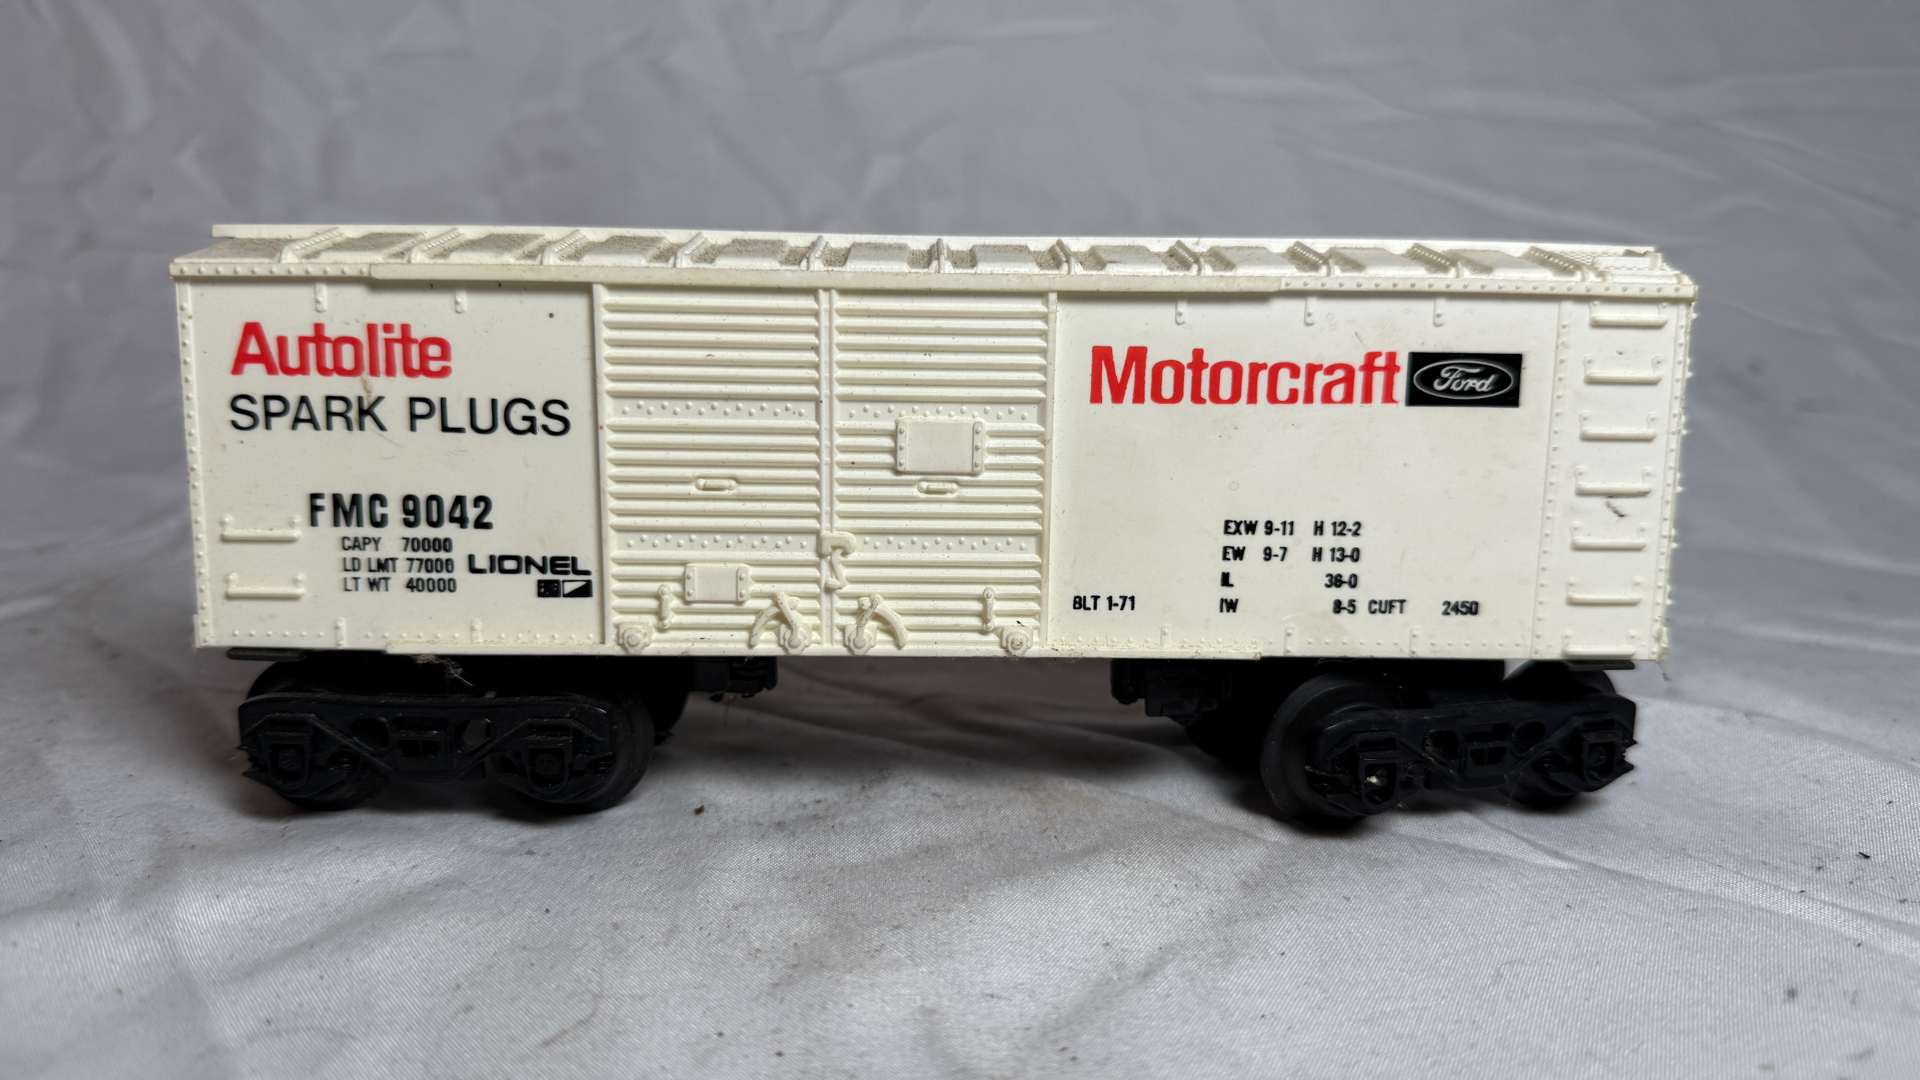 Autolite
SPARK PLUGS
FMC 9042
CAPY 70000
LD LMT 77000
LT WT 40000
LIONEL
Motorcraft Ford
EXW 9-11 H 12-2
EW 9-7 H 13-0
IL 36-0
IW 8-5 CUFT 2450
BLT 1-71